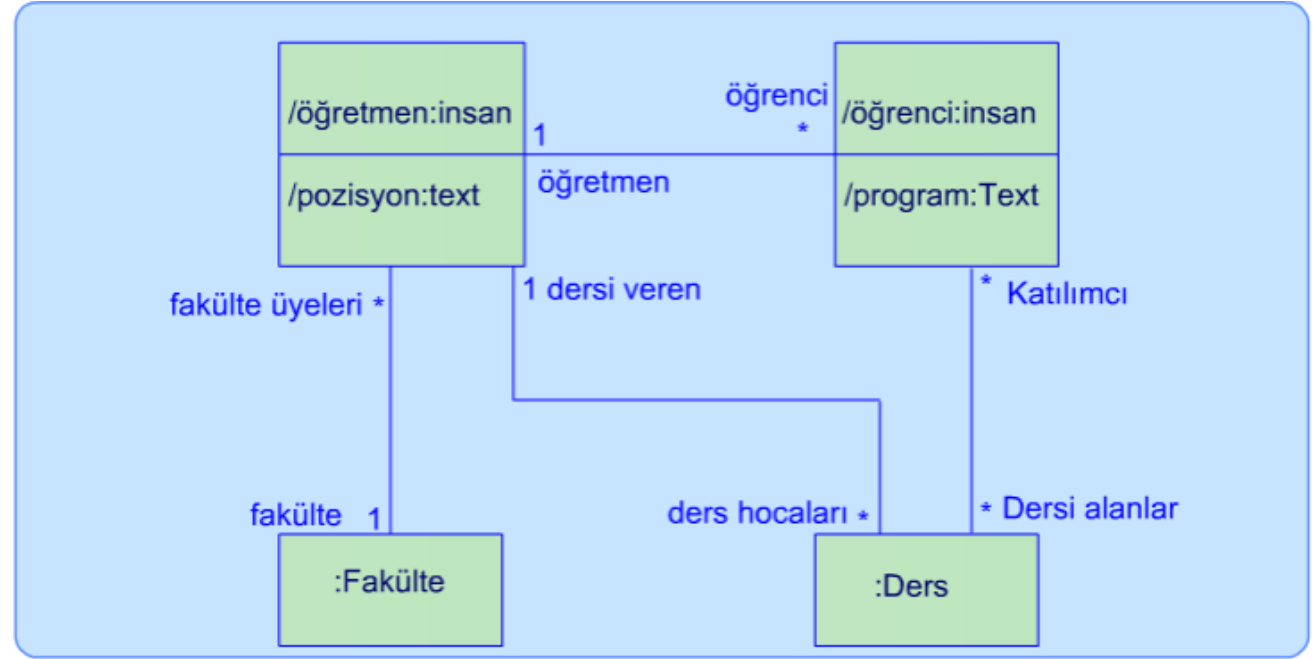 /öğretmen:insan
/pozisyon:text
1
öğretmen
öğrenci
*
/öğrenci:insan
/program:Text
fakülte üyeleri *
1 dersi veren
* Katılımcı
fakülte 1
ders hocaları *
* Dersi alanlar
:Fakülte
:Ders